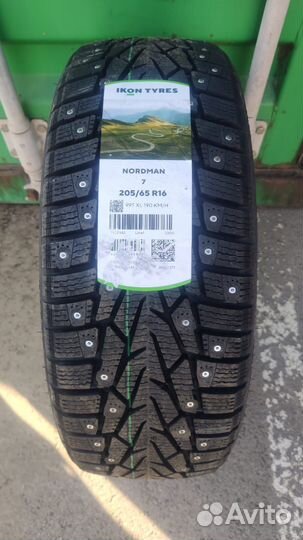 IKON TYRES
NORDMAN
7
205/65 R16
99T XL 190 KM/H
Avito